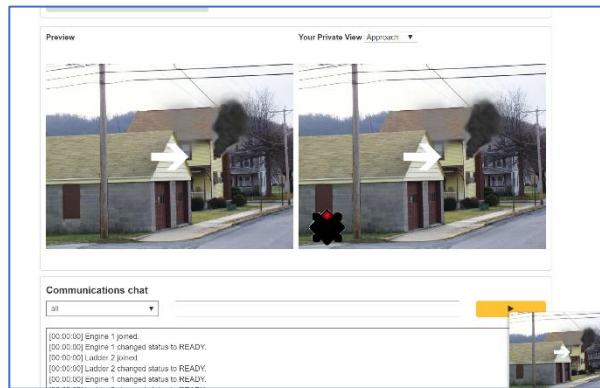 Preview
Your Private View Approach ▼
Communications chat
all ▼
[00:00:00] Engine 1 joined.
[00:00:00] Engine 1 changed status to READY.
[00:00:00] Ladder 2 joined
[00:00:00] Ladder 2 changed status to READY.
[00:00:00] Engine 1 changed status to READY.